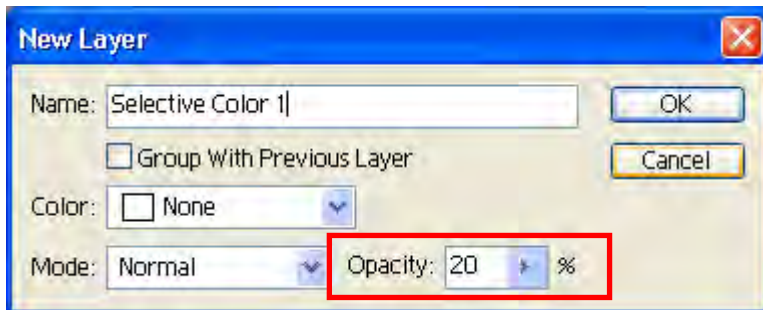 New Layer
Name: Selective Color 1 OK
Group With Previous Layer Cancel
Color: None
Mode: Normal Opacity: 20 %